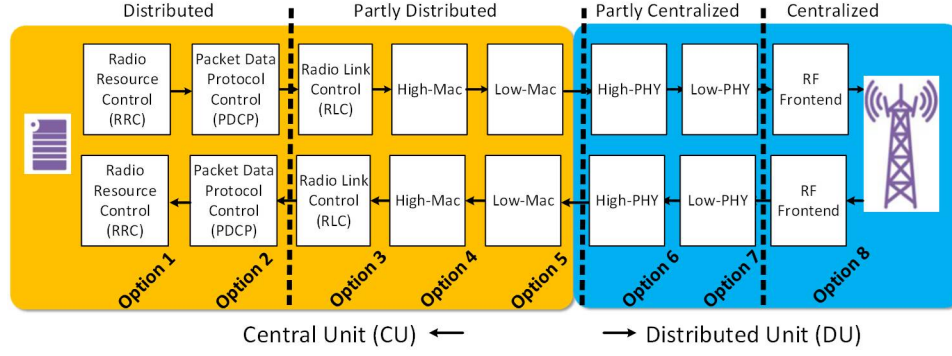 Distributed
Partly Distributed
Partly Centralized
Centralized
Radio
Resource
Control
(RRC)
Packet Data
Protocol
Control
(PDCP)
Radio Link
Control
(RLC)
High-Mac
Low-Mac
High-PHY
Low-PHY
RF
Frontend
Radio
Resource
Control
(RRC)
Packet Data
Protocol
Control
(PDCP)
Radio Link
Control
(RLC)
High-Mac
Low-Mac
High-PHY
Low-PHY
RF
Frontend
Option 1
Option 2
Option 3
Option 4
Option 5
Option 6
Option 7
Option 8
Central Unit (CU)
Distributed Unit (DU)